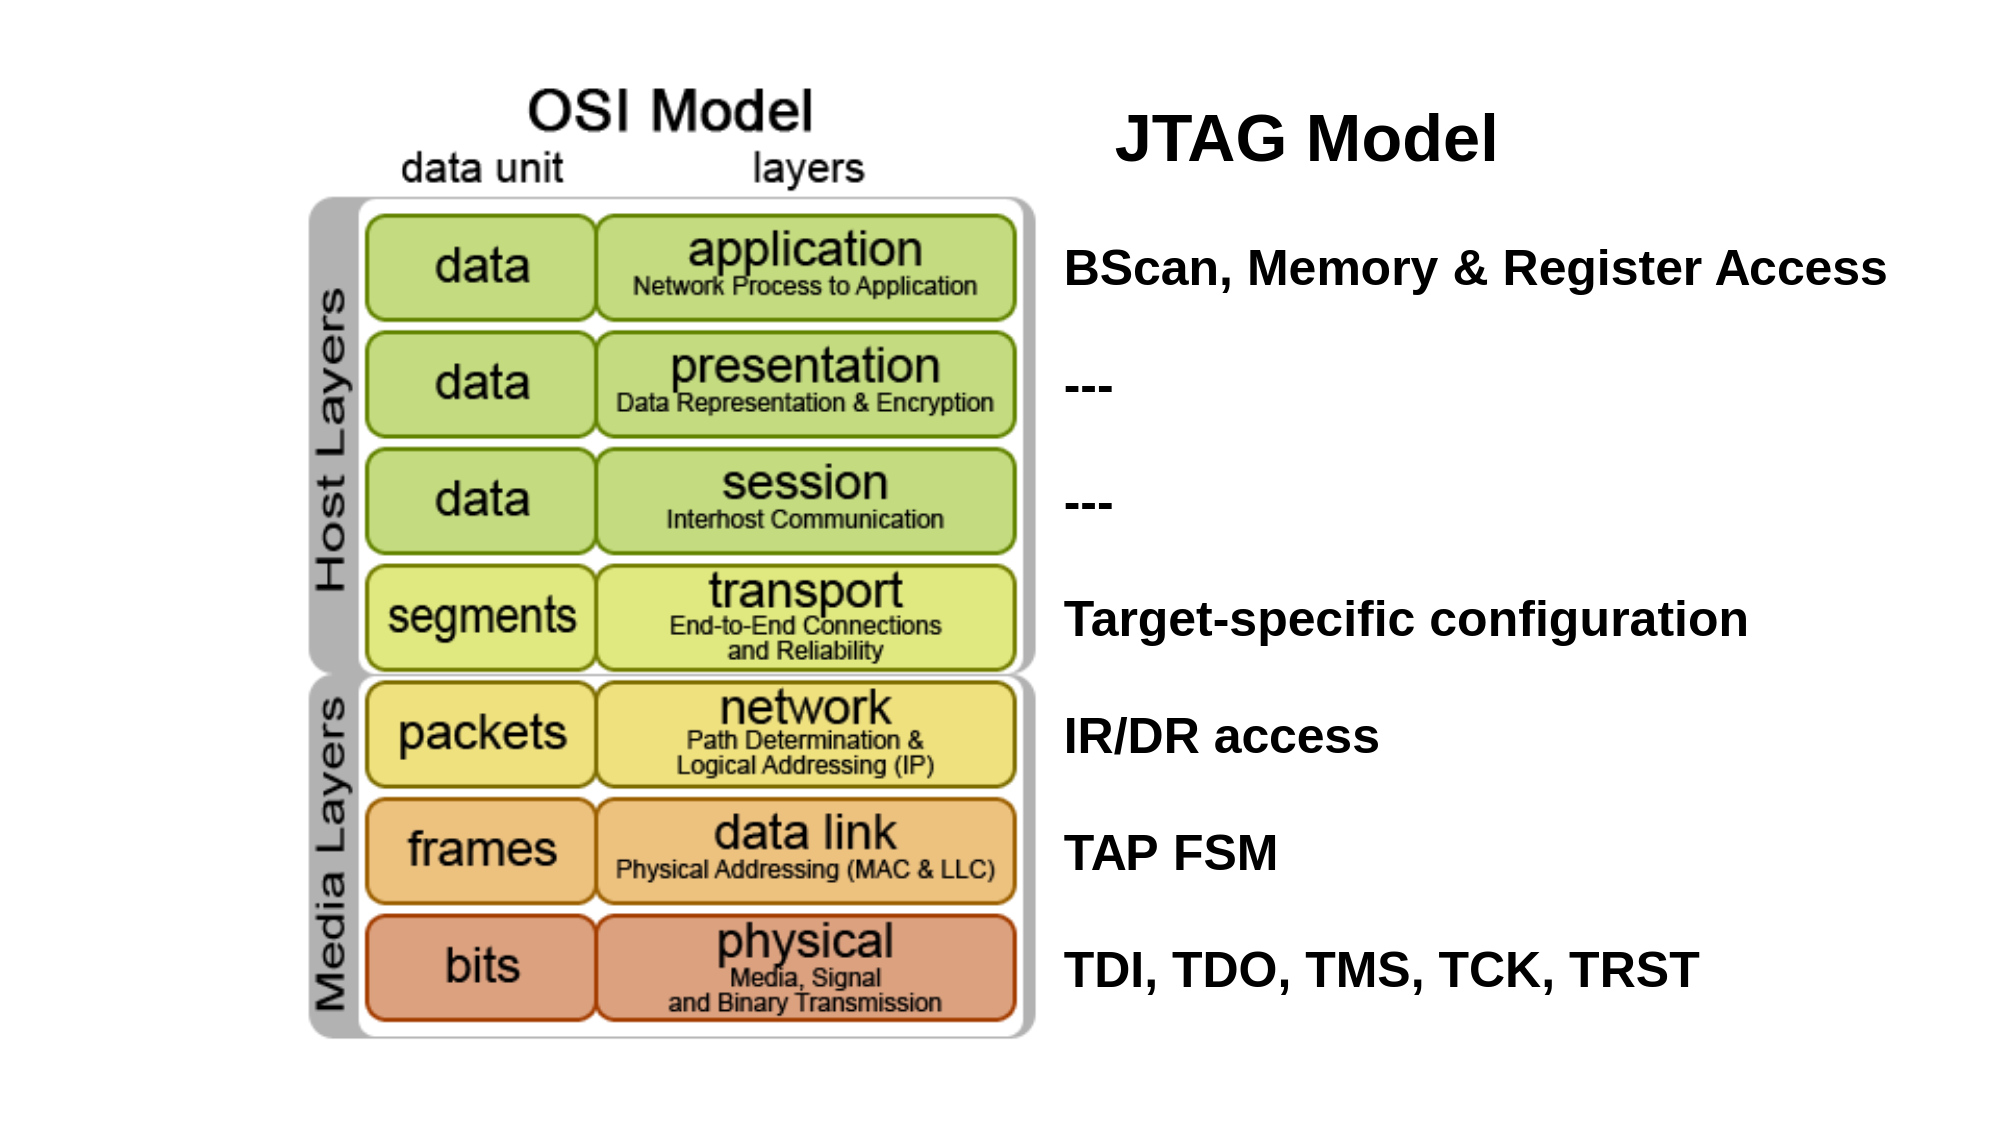 OSI Model
JTAG Model
data unit
layers
Host Layers
data
application
Network Process to Application
BScan, Memory & Register Access
data
presentation
Data Representation & Encryption
---
data
session
Interhost Communication
---
segments
transport
End-to-End Connections
and Reliability
Target-specific configuration
Media Layers
packets
network
Path Determination &
Logical Addressing (IP)
IR/DR access
frames
data link
Physical Addressing (MAC & LLC)
TAP FSM
bits
physical
Media, Signal
and Binary Transmission
TDI, TDO, TMS, TCK, TRST